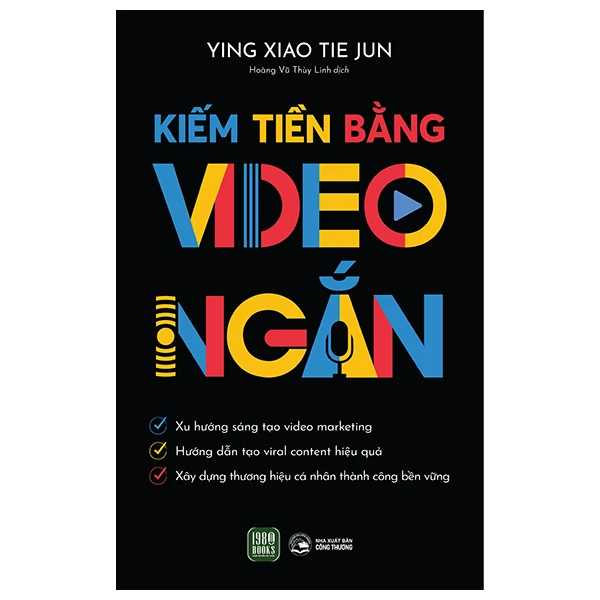 YING XIAO TIE JUN
Hoàng Vũ Thùy Linh dịch
KIẾM TIỀN BẰNG
VIDEO
NGẮN
Xu hướng sáng tạo video marketing
Hướng dẫn tạo viral content hiệu quả
Xây dựng thương hiệu cá nhân thành công bền vững
1980
BOOKS
NHÀ XUẤT BẢN
CÔNG THƯƠNG